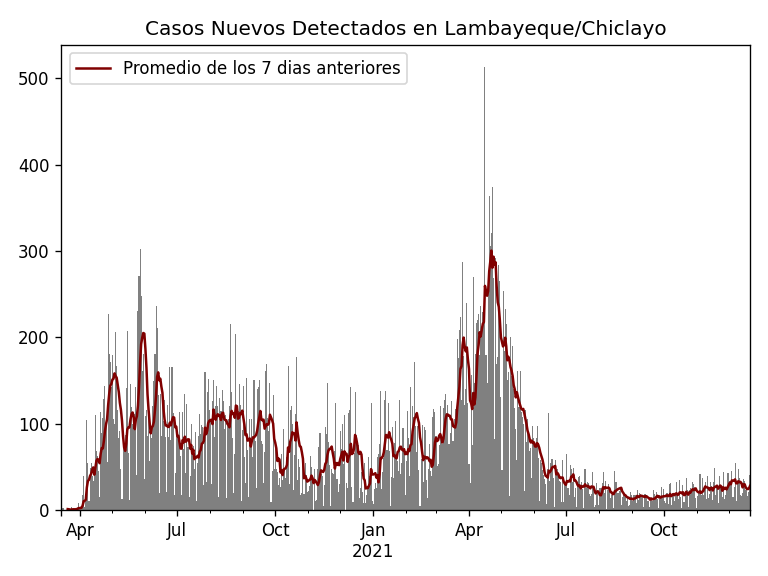 Casos Nuevos Detectados en Lambayeque/Chiclayo
Promedio de los 7 dias anteriores
500
400
300
200
100
0
Apr Jul Oct Jan Apr Jul Oct
2021